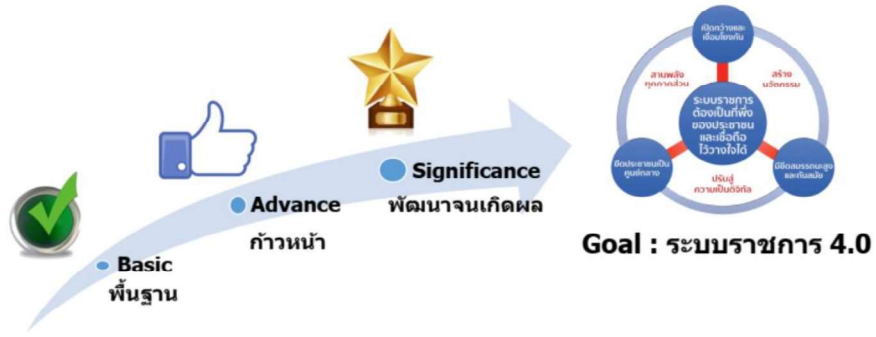 Basic
พื้นฐาน
Advance
ก้าวหน้า
Significance
พัฒนาจนเกิดผล
เปิดกว้างและ
เชื่อมโยงกัน
สานพลัง
ทุกภาคส่วน
สร้าง
นวัตกรรม
ระบบราชการ
ต้องเป็นที่พึ่ง
ของประชาชน
และเชื่อถือ
ไว้วางใจได้
ยึดประชาชนเป็น
ศูนย์กลาง
ปรับสู่
ความเป็นดิจิทัล
มีขีดสมรรถนะสูง
และทันสมัย
Goal : ระบบราชการ 4.0